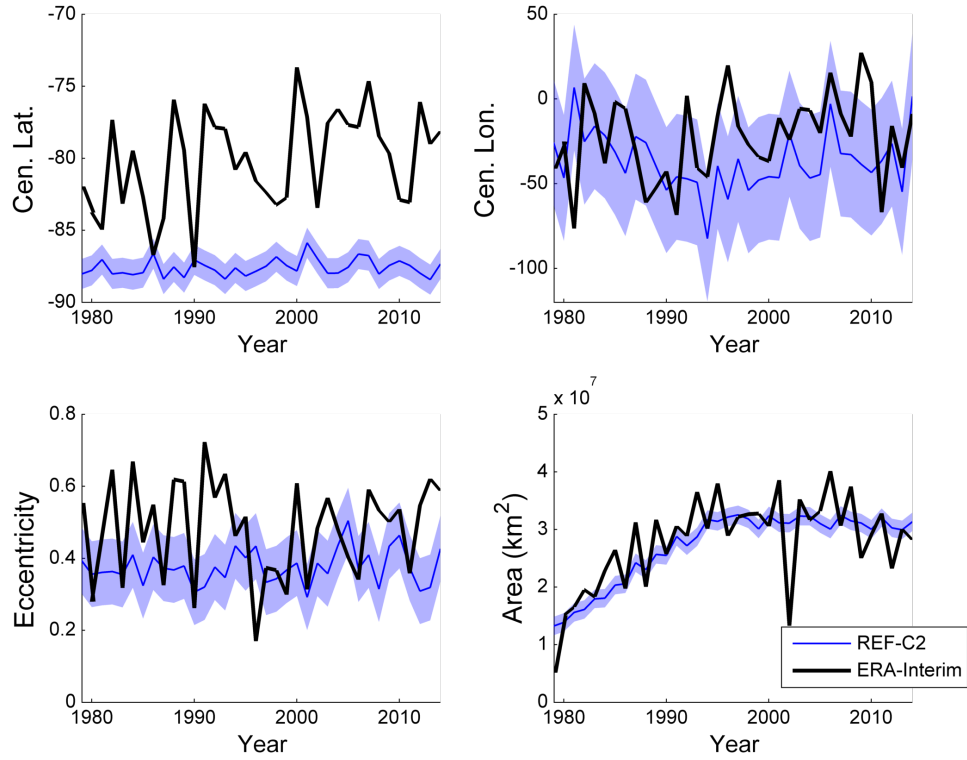 -70
-75
-80
-85
-90
Cen. Lat.
1980 1990 2000 2010
Year
50
0
-50
-100
Cen. Lon.
1980 1990 2000 2010
Year
0.8
0.6
0.4
0.2
0
Eccentricity
1980 1990 2000 2010
Year
x 10^7
5
4
3
2
1
0
Area (km^2)
REF-C2
ERA-Interim
1980 1990 2000 2010
Year